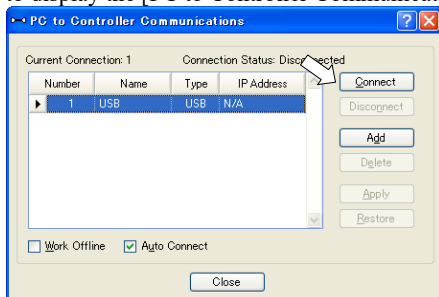 to display the [PC to Controller Communicat
PC to Controller Communications
Current Connection: 1 Connection Status: Disconnected
Number Name Type IP Address
1 USB USB N/A
Connect
Disconnect
Add
Delete
Apply
Restore
Work Offline Auto Connect
Close